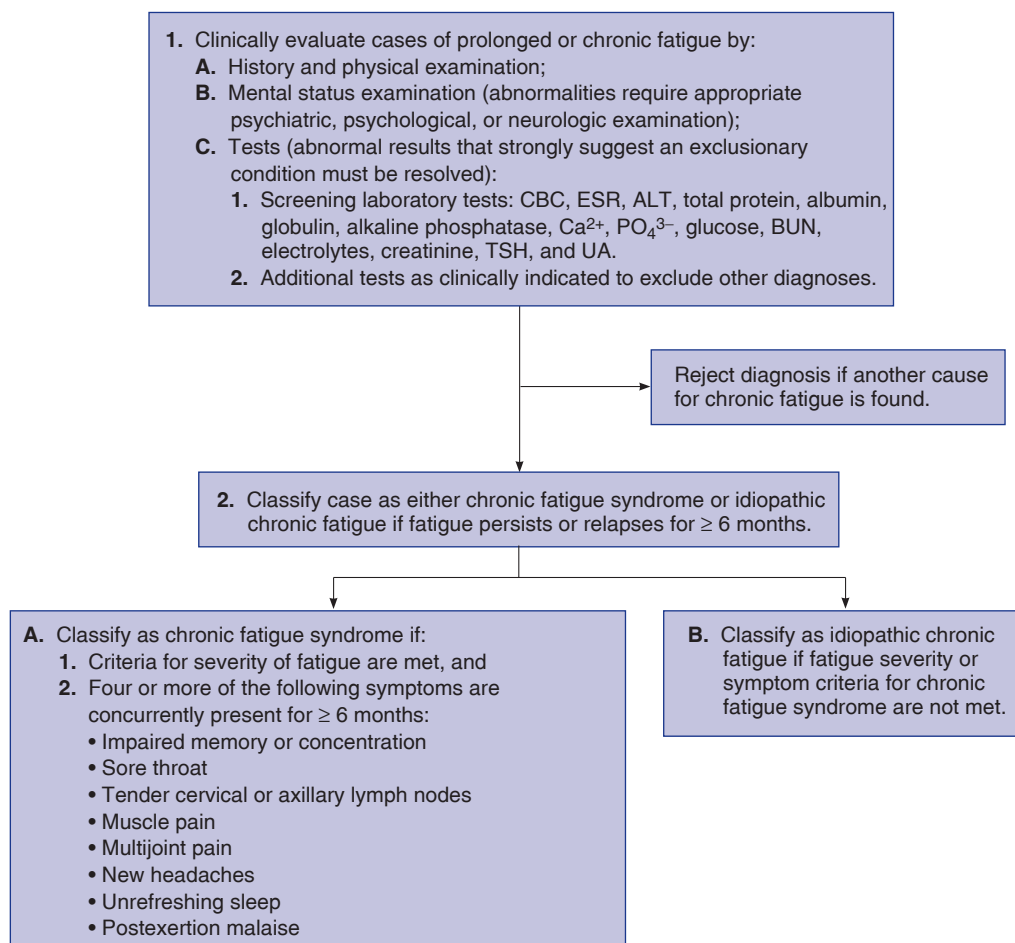 1. Clinically evaluate cases of prolonged or chronic fatigue by:
A. History and physical examination;
B. Mental status examination (abnormalities require appropriate
psychiatric, psychological, or neurologic examination);
C. Tests (abnormal results that strongly suggest an exclusionary
condition must be resolved):
1. Screening laboratory tests: CBC, ESR, ALT, total protein, albumin,
globulin, alkaline phosphatase, Ca²⁺, PO₄³⁻, glucose, BUN,
electrolytes, creatinine, TSH, and UA.
2. Additional tests as clinically indicated to exclude other diagnoses.
Reject diagnosis if another cause
for chronic fatigue is found.
2. Classify case as either chronic fatigue syndrome or idiopathic
chronic fatigue if fatigue persists or relapses for ≥ 6 months.
A. Classify as chronic fatigue syndrome if:
1. Criteria for severity of fatigue are met, and
2. Four or more of the following symptoms are
concurrently present for ≥ 6 months:
• Impaired memory or concentration
• Sore throat
• Tender cervical or axillary lymph nodes
• Muscle pain
• Multijoint pain
• New headaches
• Unrefreshing sleep
• Postexertion malaise
B. Classify as idiopathic chronic
fatigue if fatigue severity or
symptom criteria for chronic
fatigue syndrome are not met.